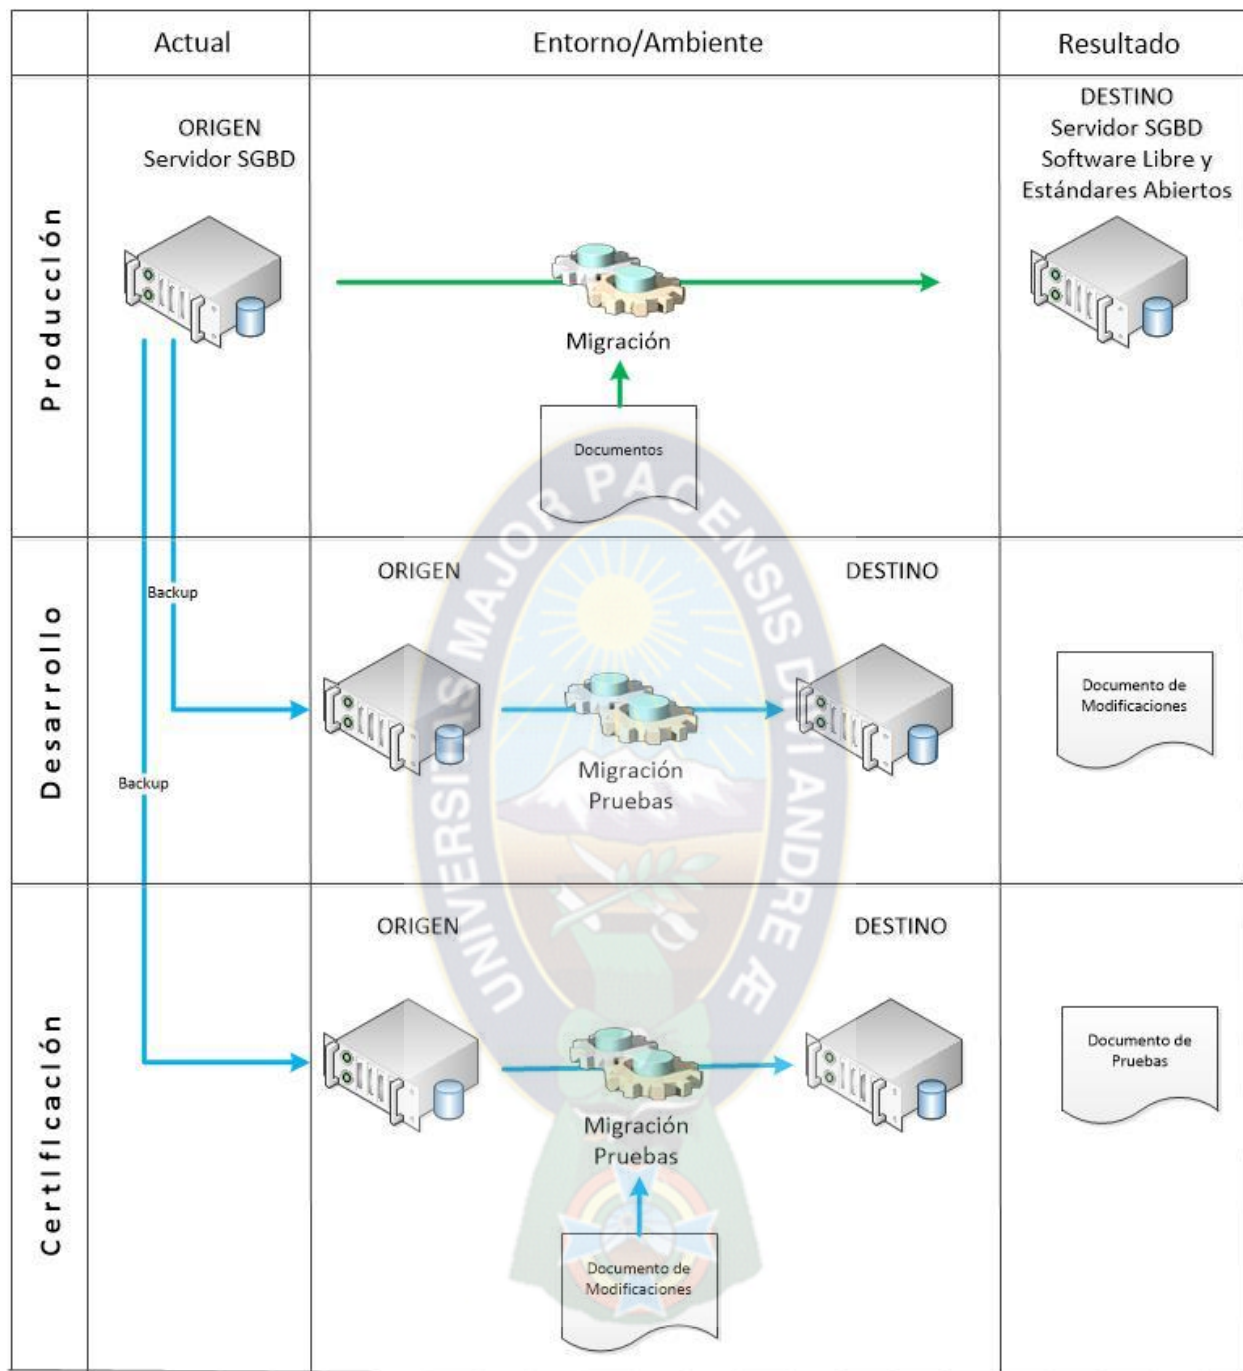 Actual
Entorno/Ambiente
Resultado
Producción
ORIGEN
Servidor SGBD
Migración
Documentos
DESTINO
Servidor SGBD
Software Libre y
Estándares Abiertos
Desarrollo
Backup
Backup
ORIGEN
Migración
Pruebas
DESTINO
Documento de
Modificaciones
Certificación
ORIGEN
Migración
Pruebas
Documento de
Modificaciones
DESTINO
Documento de
Pruebas
UNIVERSITAS MAJOR PACENSIS DIVI ANDRE Æ